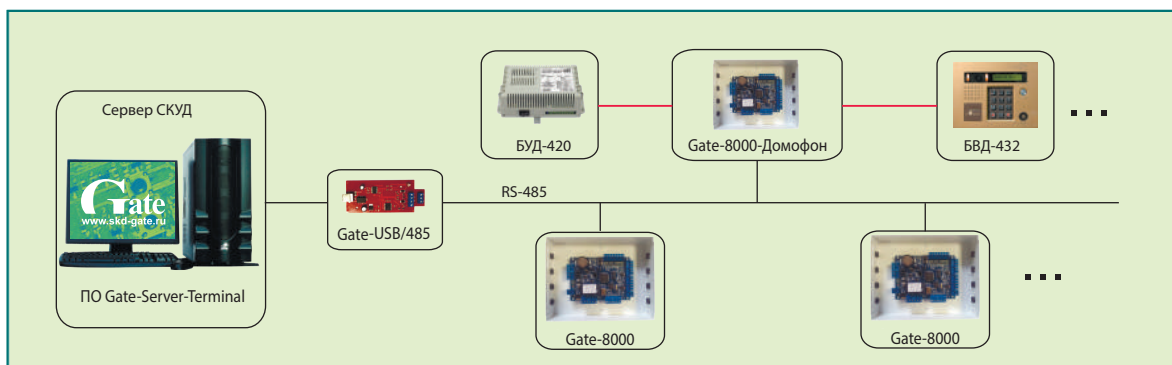 Сервер СКУД
Gate
www.skd-gate.ru
ПО Gate-Server-Terminal
Gate-USB/485
RS-485
БУД-420
Gate-8000-Домофон
БВД-432
Gate-8000
Gate-8000